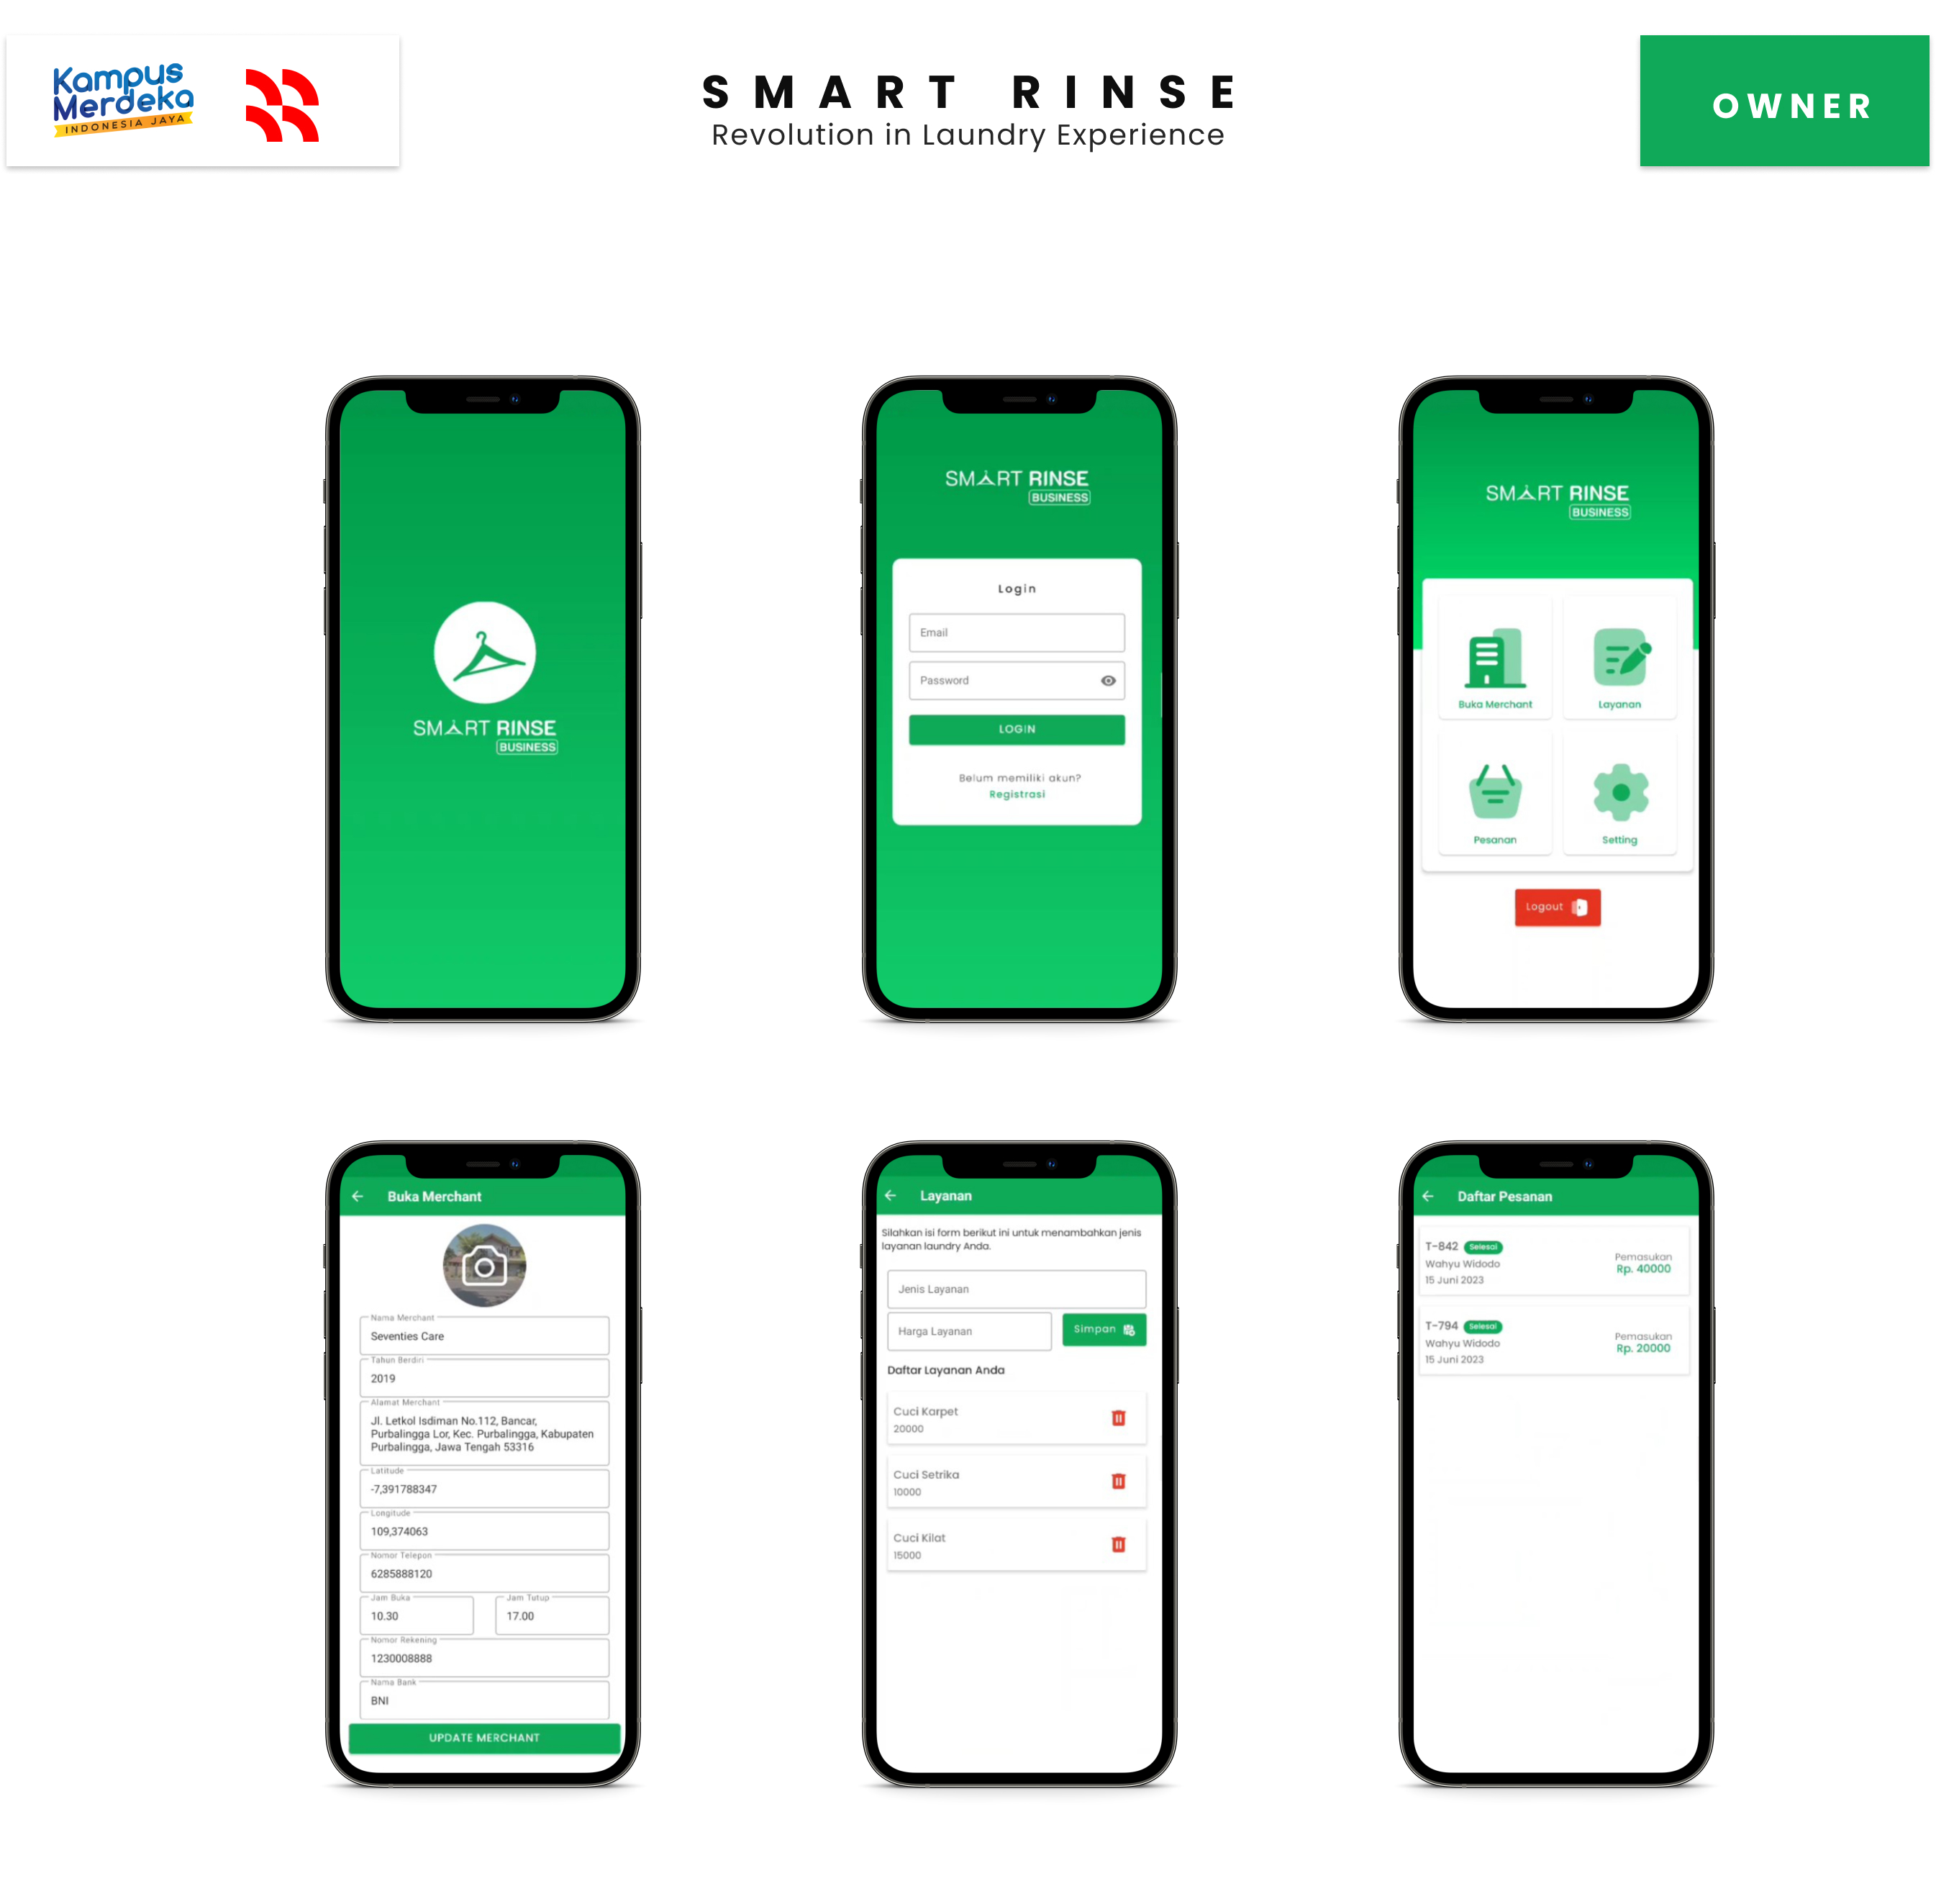 Kampus
Merdeka
INDONESIA JAYA
SMART RINSE
Revolution in Laundry Experience
OWNER
SMART RINSE
BUSINESS
SMART RINSE
BUSINESS
Login
Email
Password
LOGIN
Belum memiliki akun?
Registrasi
SMART RINSE
BUSINESS
Buka Merchant
Layanan
Pesanan
Setting
Logout
Buka Merchant
Nama Merchant
Seventies Care
Tahun Berdiri
2019
Alamat Merchant
Jl. Letkol Isdiman No.112, Bancar,
Purbalingga Lor, Kec. Purbalingga, Kabupaten
Purbalingga, Jawa Tengah 53316
Latitude
-7,391788347
Longitude
109,374063
Nomor Telepon
6285888120
Jam Buka
10.30
Jam Tutup
17.00
Nomor Rekening
1230008888
Nama Bank
BNI
UPDATE MERCHANT
Layanan
Silahkan isi form berikut ini untuk menambahkan jenis
layanan laundry Anda.
Jenis Layanan
Harga Layanan
Simpan
Daftar Layanan Anda
Cuci Karpet
20000
Cuci Setrika
10000
Cuci Kilat
15000
Daftar Pesanan
T-842 Selesai
Wahyu Widodo
15 Juni 2023
Pemasukan
Rp. 40000
T-794 Selesai
Wahyu Widodo
15 Juni 2023
Pemasukan
Rp. 20000